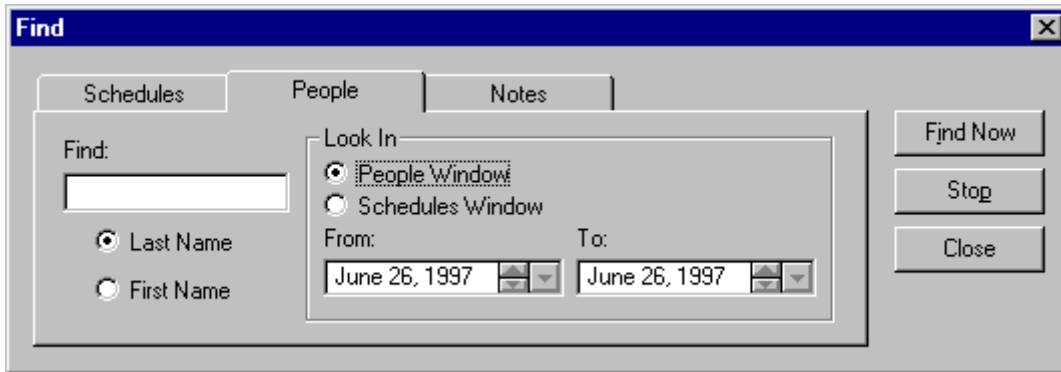 Find
Schedules
People
Notes
Find:
Last Name
First Name
Look In
People Window
Schedules Window
From:
To:
June 26, 1997
June 26, 1997
Find Now
Stop
Close